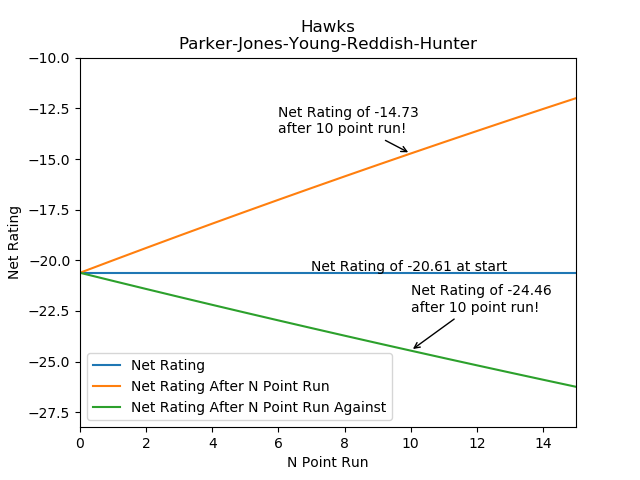 Hawks
Parker-Jones-Young-Reddish-Hunter
−10.0
−12.5
−15.0
−17.5
−20.0
−22.5
−25.0
−27.5
Net Rating
Net Rating of -14.73
after 10 point run!
Net Rating of -20.61 at start
Net Rating of -24.46
after 10 point run!
Net Rating
Net Rating After N Point Run
Net Rating After N Point Run Against
0 2 4 6 8 10 12 14
N Point Run